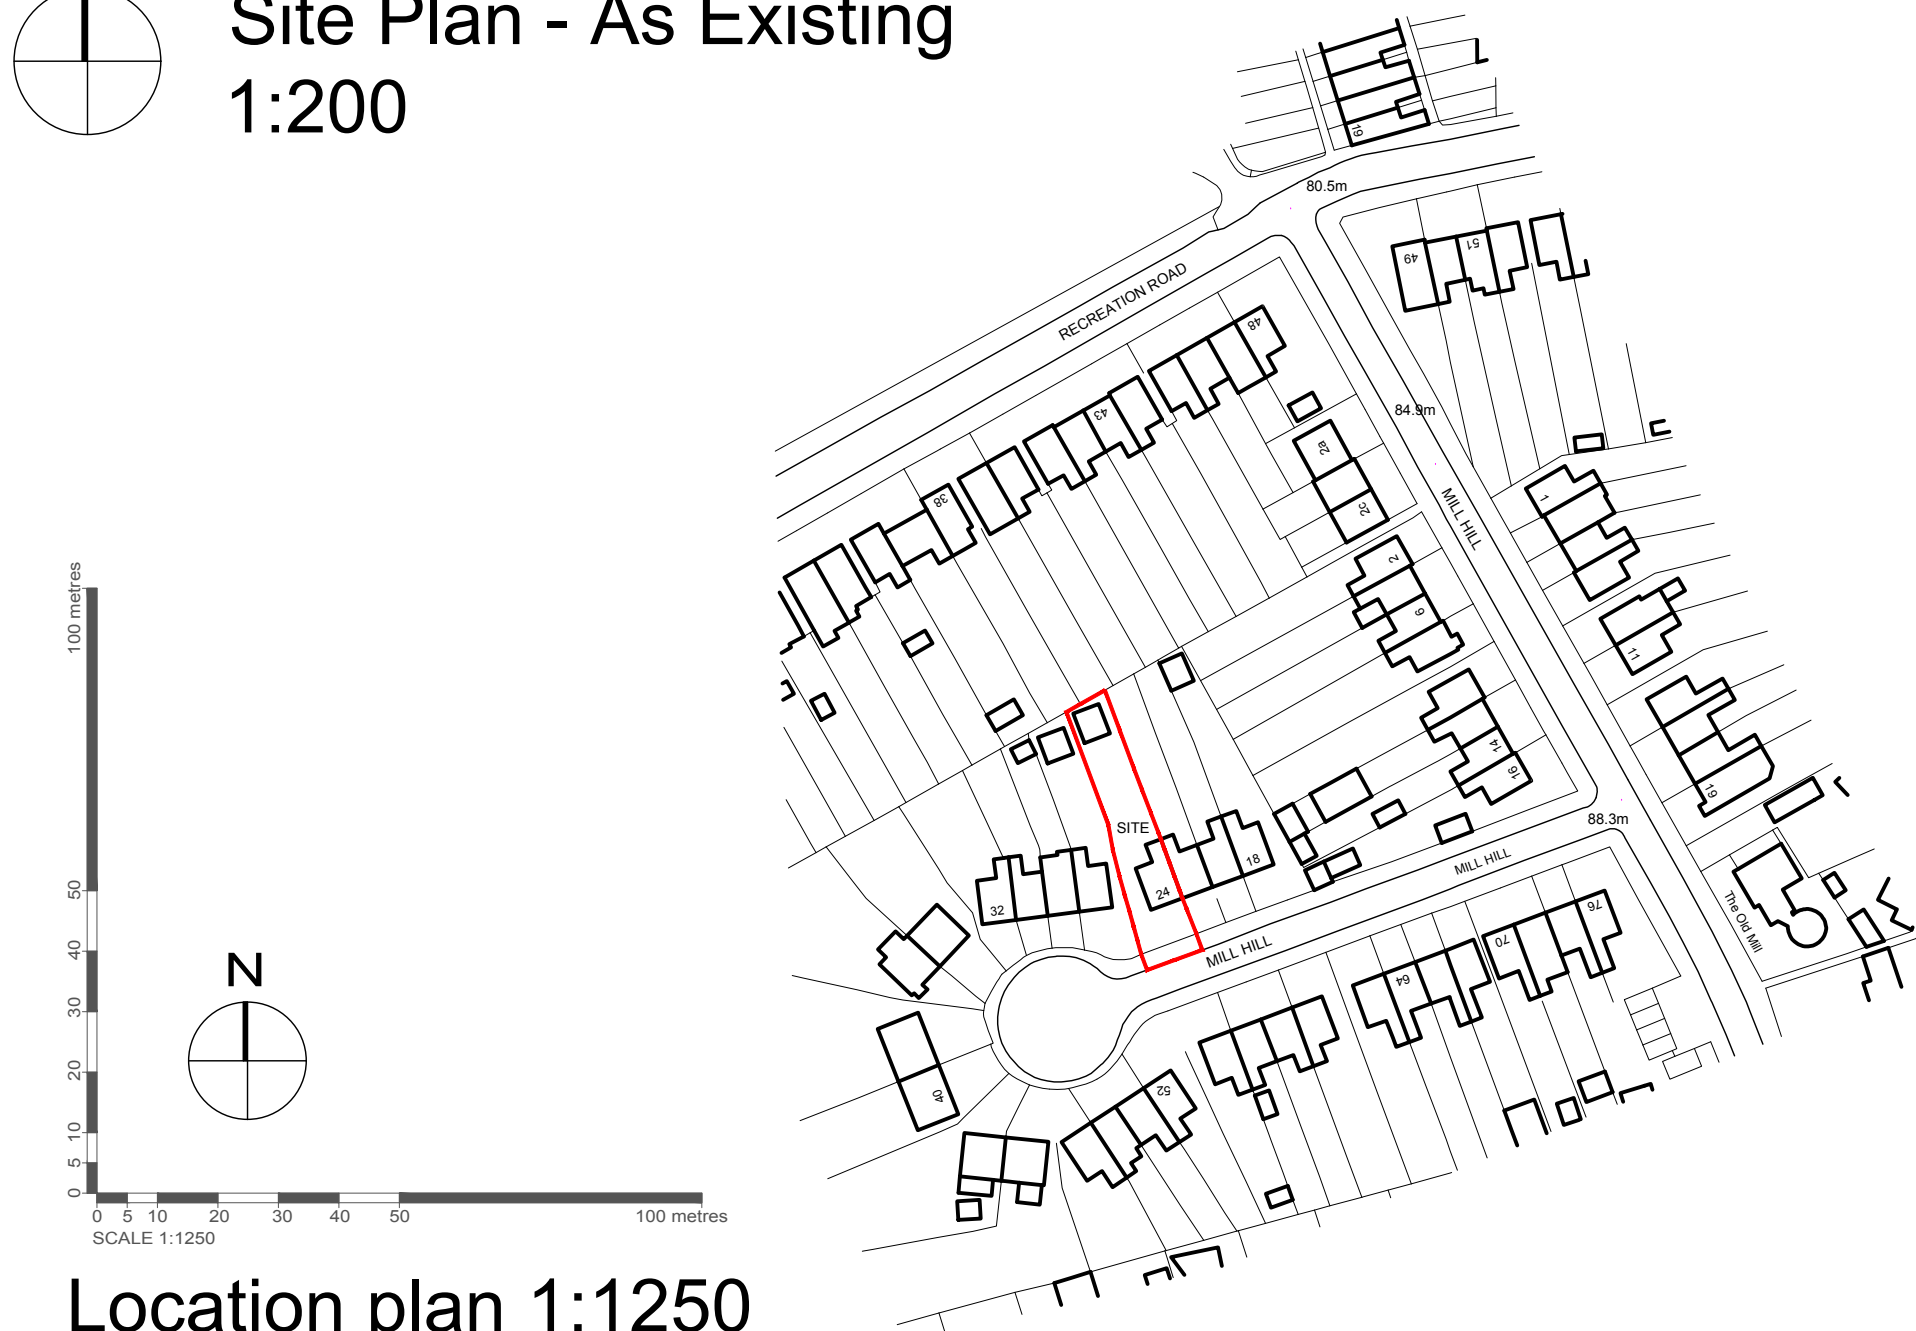 Site Plan - As Existing
1:200
19
80.5m
49
51
RECREATION ROAD
48
43
84.9m
38
2a
2c
MILL HILL
1
2
6
11
14
16
19
SITE
88.3m
MILL HILL
18
24
32
The Old Mill
MILL HILL
76
70
64
40
52
N
100 metres
50
40
30
20
10
5
0
0 5 10 20 30 40 50 100 metres
SCALE 1:1250
Location plan 1:1250